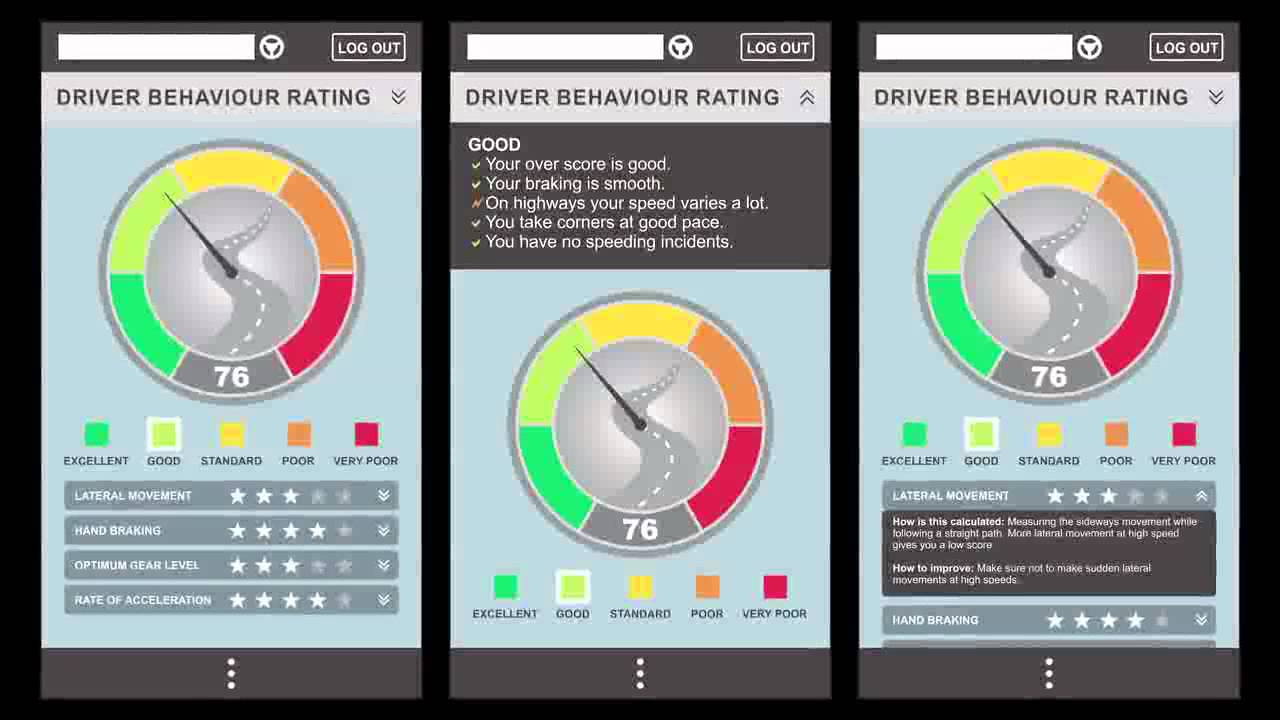 LOG OUT
DRIVER BEHAVIOUR RATING
76
EXCELLENT GOOD STANDARD POOR VERY POOR
LATERAL MOVEMENT
HAND BRAKING
OPTIMUM GEAR LEVEL
RATE OF ACCELERATION
LOG OUT
DRIVER BEHAVIOUR RATING
GOOD
Your over score is good.
Your braking is smooth.
On highways your speed varies a lot.
You take corners at good pace.
You have no speeding incidents.
76
EXCELLENT GOOD STANDARD POOR VERY POOR
LOG OUT
DRIVER BEHAVIOUR RATING
76
EXCELLENT GOOD STANDARD POOR VERY POOR
LATERAL MOVEMENT
How is this calculated: Measuring the sideways movement while
following a straight path. More lateral movement at high speed
gives you a low score
How to improve: Make sure not to make sudden lateral
movements at high speeds.
HAND BRAKING